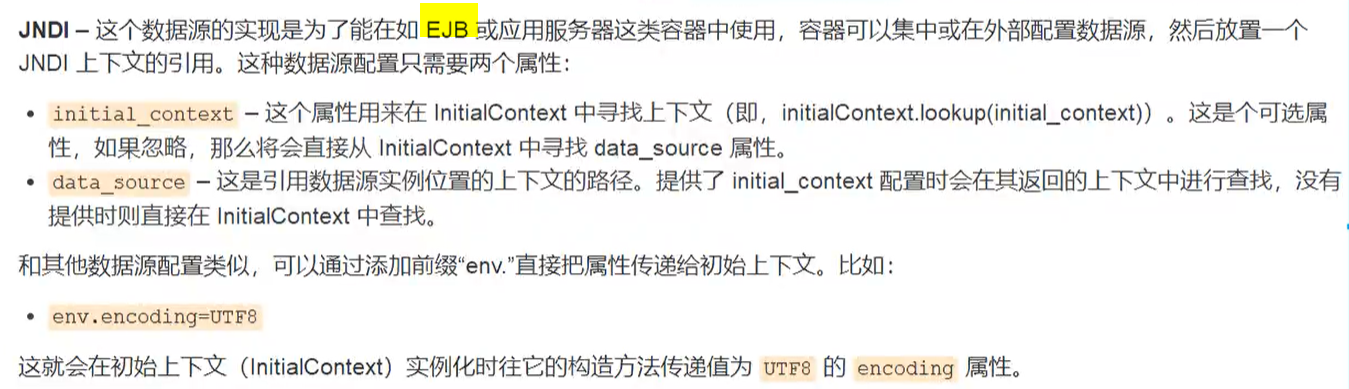 JNDI – 这个数据源的实现是为了能在如 EJB 或应用服务器这类容器中使用，容器可以集中或在外部配置数据源，然后放置一个
JNDI 上下文的引用。这种数据源配置只需要两个属性：
• initial_context – 这个属性用来在 InitialContext 中寻找上下文（即，initialContext.lookup(initial_context)）。这是个可选属
性，如果忽略，那么将会直接从 InitialContext 中寻找 data_source 属性。
• data_source – 这是引用数据源实例位置的上下文的路径。提供了 initial_context 配置时会在其返回的上下文中进行查找，没有
提供时则直接在 InitialContext 中查找。
和其他数据源配置类似，可以通过添加前缀“env.”直接把属性传递给初始上下文。比如：
• env.encoding=UTF8
这就会在初始上下文（InitialContext）实例化时往它的构造方法传递值为 UTF8 的 encoding 属性。